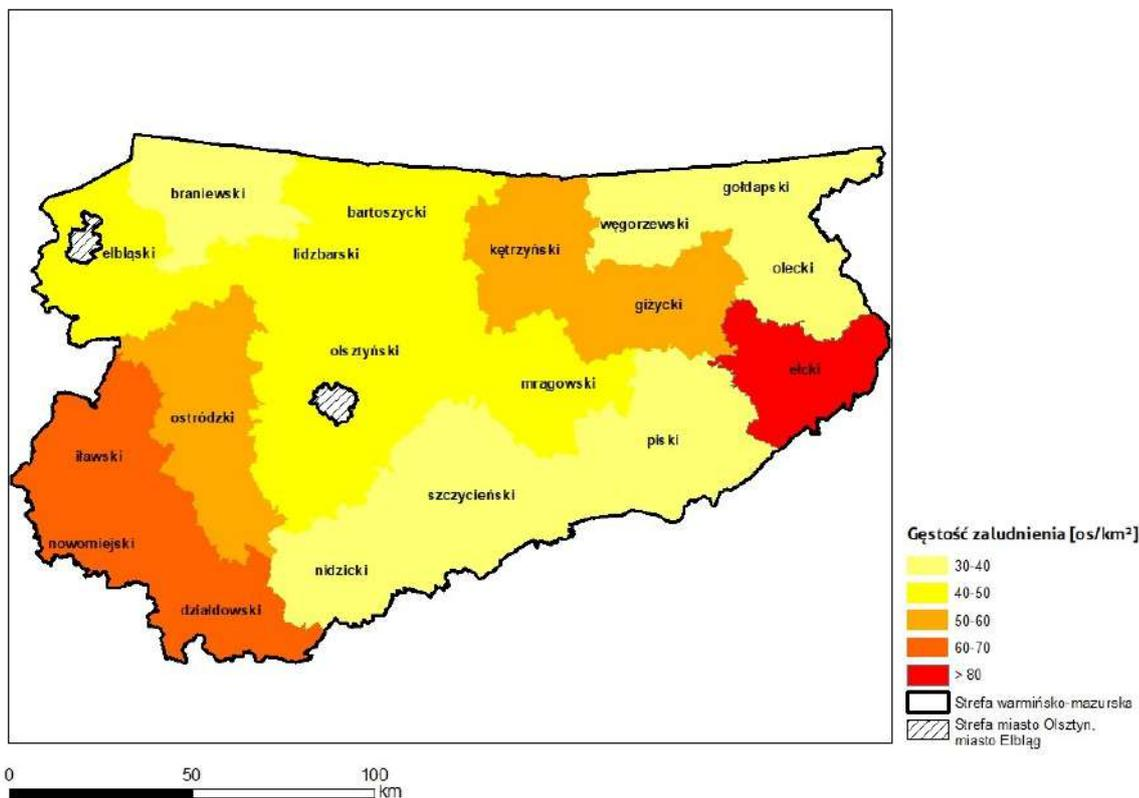 braniewski
gołdapski
bartoszycki
węgorzewski
elbląski
lidzbarski
kętrzyński
olecki
giżycki
olsztyński
mrągowski
ełcki
ostródzki
piski
iławski
szczycieński
nowomiejski
nidzicki
działdowski
Gęstość zaludnienia [os/km²]
30-40
40-50
50-60
60-70
> 80
Strefa warmińsko-mazurska
Strefa miasto Olsztyn,
miasto Elbląg
0 50 100
km